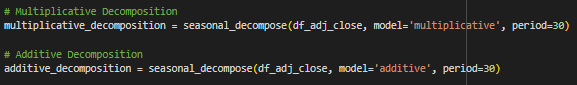 # Multiplicative Decomposition
multiplicative_decomposition = seasonal_decompose(df_adj_close, model='multiplicative', period=30)
# Additive Decomposition
additive_decomposition = seasonal_decompose(df_adj_close, model='additive', period=30)